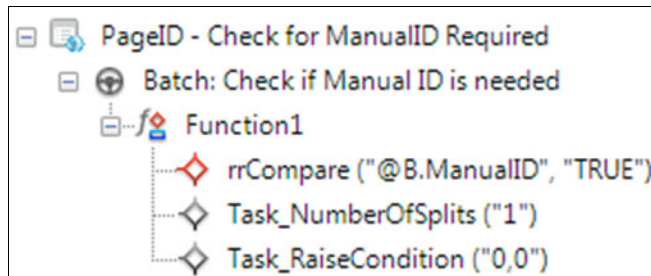 PageID - Check for ManualID Required
Batch: Check if Manual ID is needed
Function1
rrCompare ("@B.ManualID", "TRUE")
Task_NumberOfSplits ("1")
Task_RaiseCondition ("0,0")